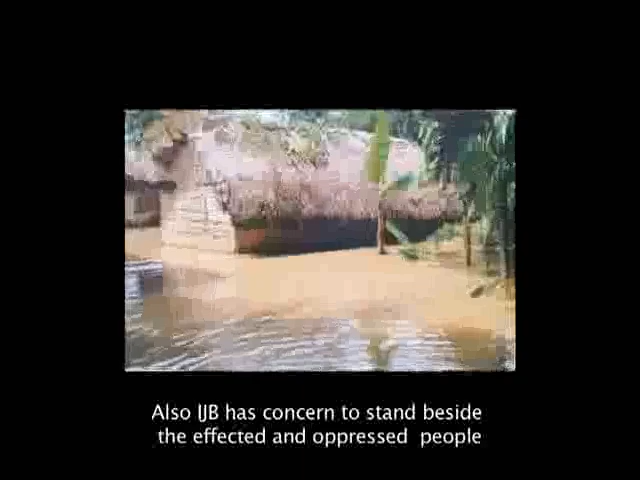 Also IJB has concern to stand beside
the effected and oppressed people